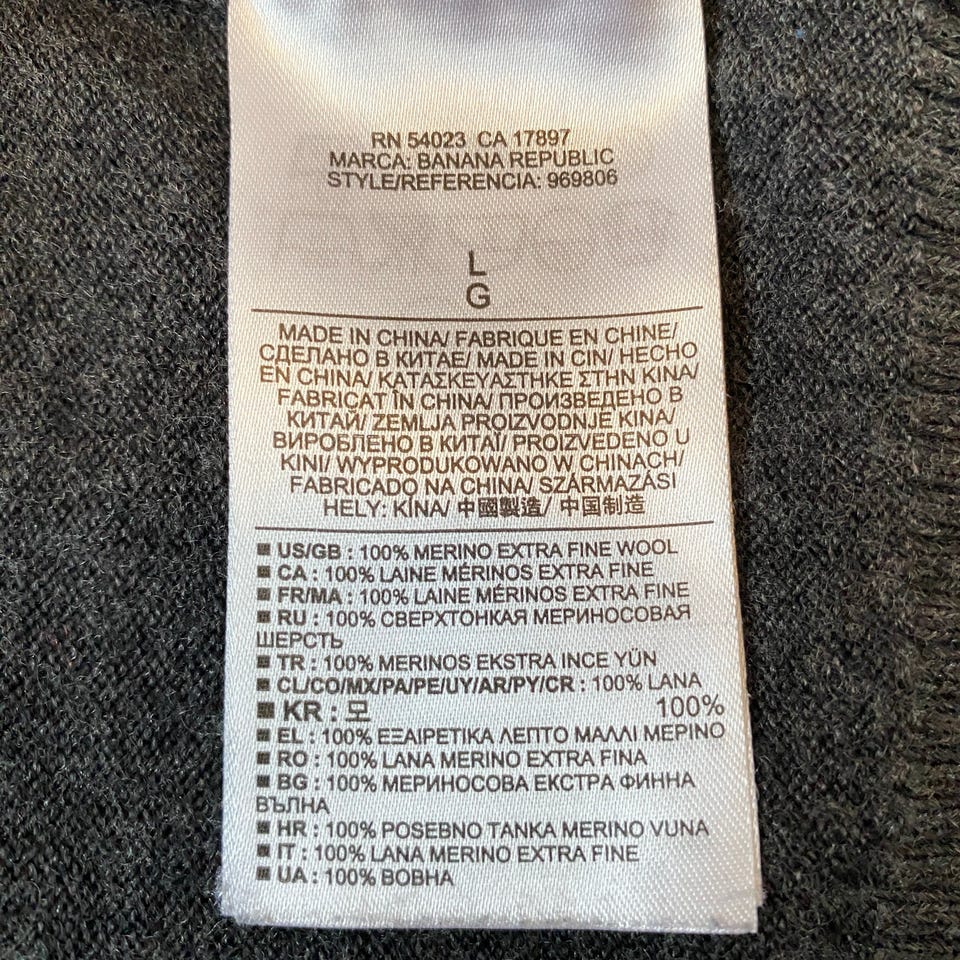 RN 54023 CA 17897
MARCA: BANANA REPUBLIC
STYLE/REFERENCIA: 969806
L
G
MADE IN CHINA/ FABRIQUE EN CHINE/
СДЕЛАНО В КИТАЕ/ MADE IN CIN/ HECHO
EN CHINA/ ΚΑΤΑΣΚΕΥΑΣΤΗΚΕ ΣΤΗΝ ΚΙΝΑ/
FABRICAT ÎN CHINA/ ПРОИЗВЕДЕНО В
КИТАЙ/ ZEMLJA PROIZVODNJE KINA/
ВИРОБЛЕНО В КИТАЇ/ PROIZVEDENO U
KINI/ WYPRODUKOWANO W CHINACH/
FABRICADO NA CHINA/ SZÁRMAZÁSI
HELY: KÍNA/ 中國製造/ 中国制造
US/GB : 100% MERINO EXTRA FINE WOOL
CA : 100% LAINE MÉRINOS EXTRA FINE
FR/MA : 100% LAINE MÉRINOS EXTRA FINE
RU : 100% СВЕРХТОНКАЯ МЕРИНОСОВАЯ
ШЕРСТЬ
TR : 100% MERINOS EKSTRA INCE YÜN
CL/CO/MX/PA/PE/UY/AR/PY/CR : 100% LANA
KR : 모 100%
EL : 100% ΕΞΑΙΡΕΤΙΚΑ ΛΕΠΤΟ ΜΑΛΛΙ ΜΕΡΙΝΟ
RO : 100% LANA MERINO EXTRA FINA
BG : 100% МЕРИНОСОВА ЕКСТРА ФИННА
ВЪЛНА
HR : 100% POSEBNO TANKA MERINO VUNA
IT : 100% LANA MERINO EXTRA FINE
UA : 100% ВОВНА